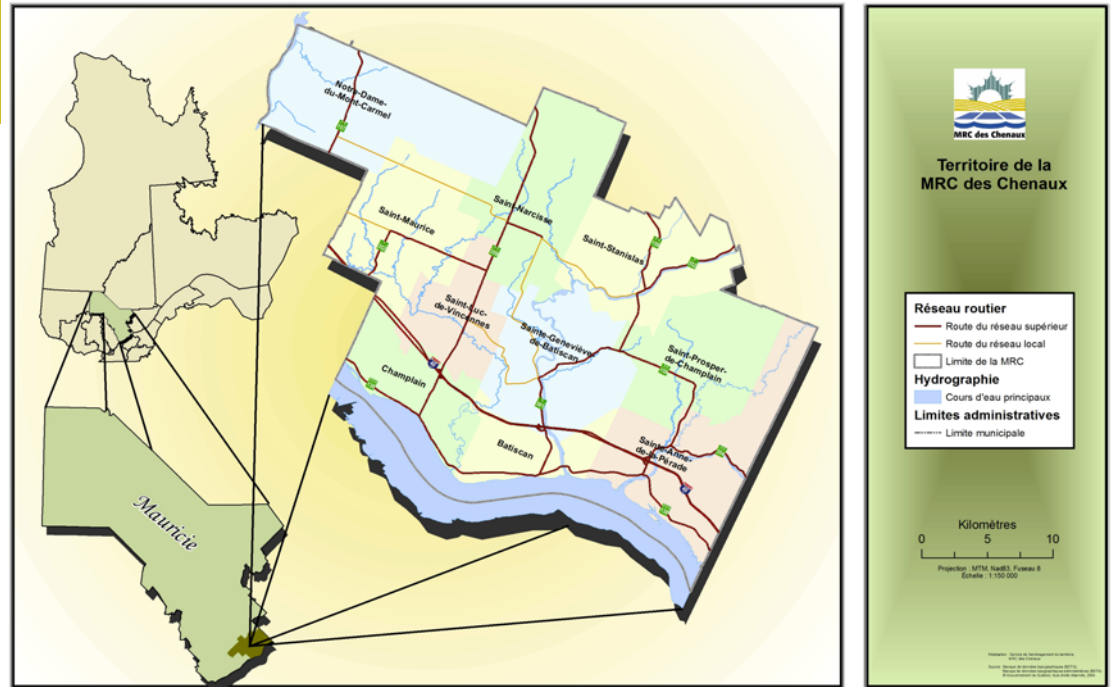 Notre-Dame-
du-Mont-Carmel
Saint-Narcisse
Saint-Maurice
Saint-Stanislas
Saint-Luc-
de-Vincennes
Sainte-Geneviève-
de-Batiscan
Saint-Prosper-
de-Champlain
Champlain
Batiscan
Sainte-Anne-
de-la-Pérade
Mauricie
MRC des Chenaux
Territoire de la
MRC des Chenaux
Réseau routier
Route du réseau supérieur
Route du réseau local
Limite de la MRC
Hydrographie
Cours d'eau principaux
Limites administratives
Limite municipale
Kilomètres
0 5 10
Projection : MTM, Nad83, Fuseau 8
Échelle : 1:150 000